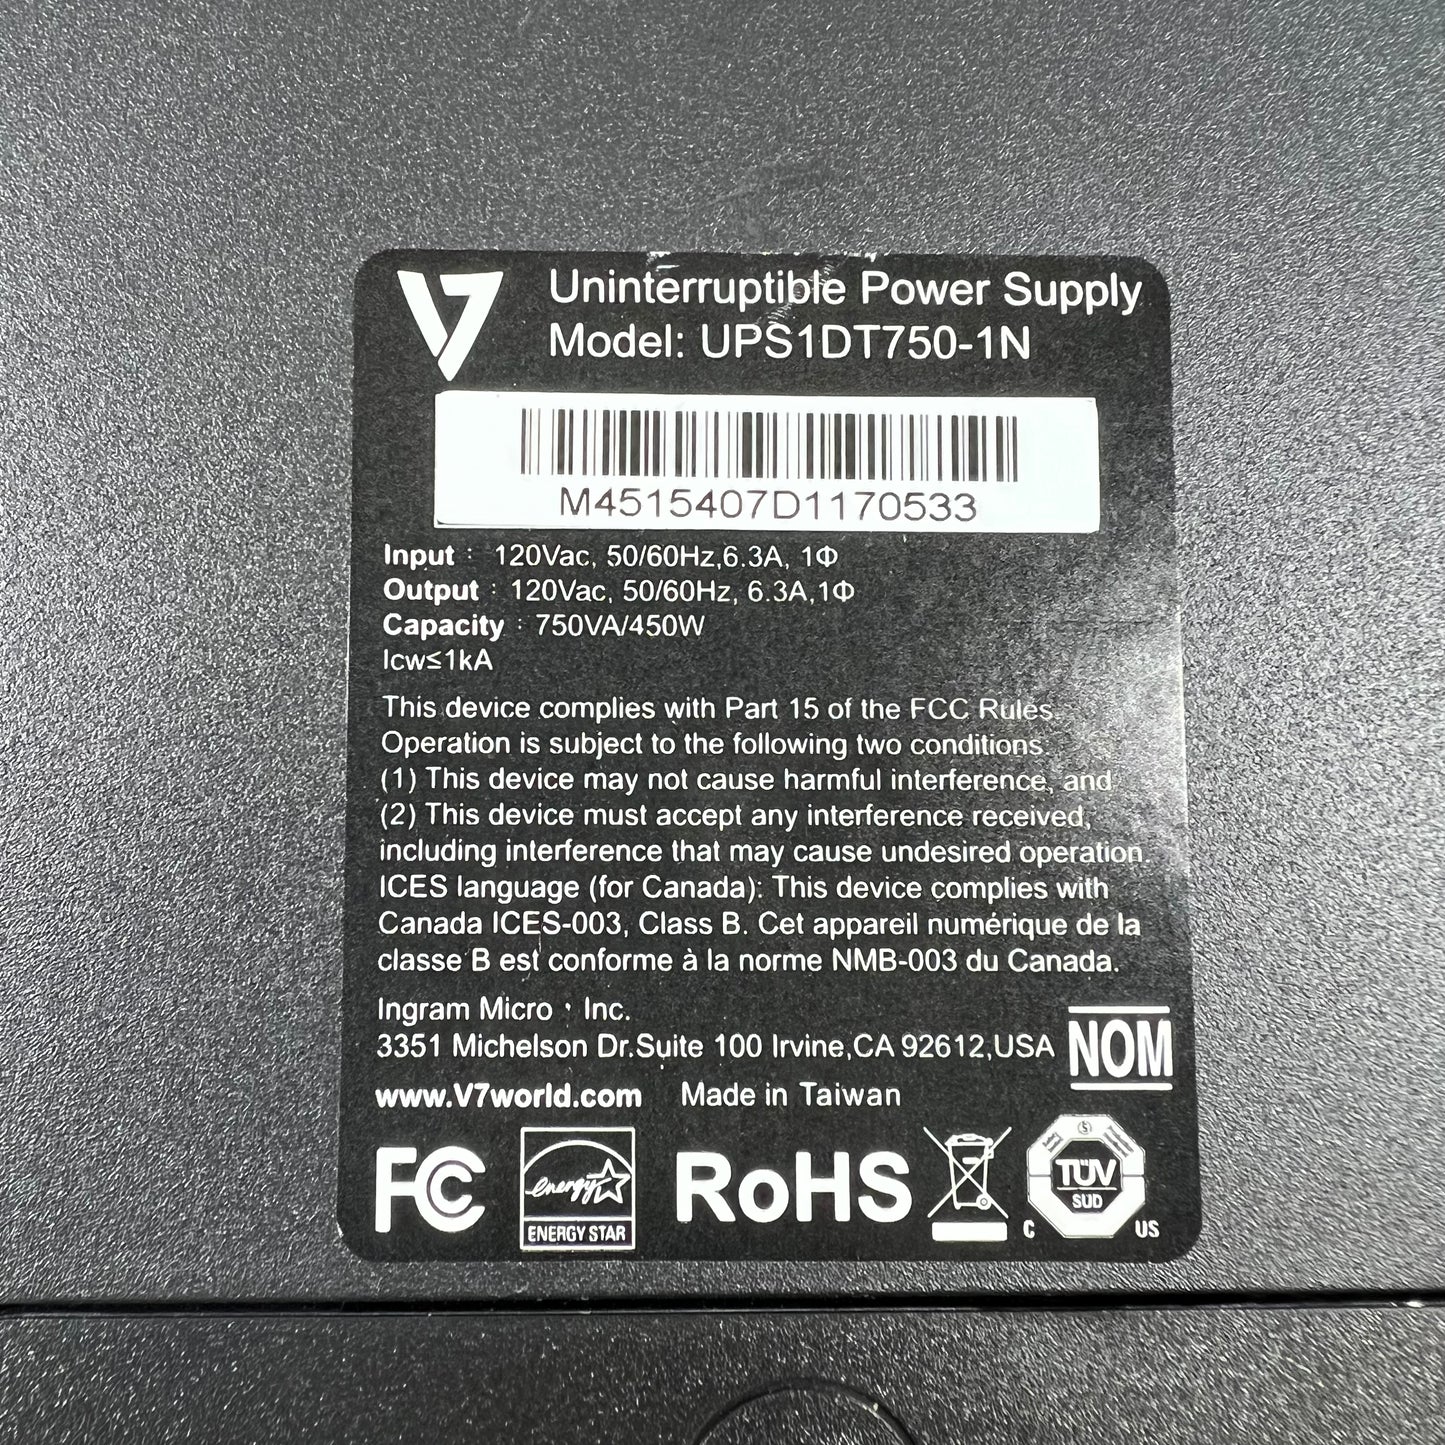 V7
Uninterruptible Power Supply
Model: UPS1DT750-1N
M4515407D1170533
Input : 120Vac, 50/60Hz,6.3A, 1Φ
Output : 120Vac, 50/60Hz, 6.3A,1Φ
Capacity : 750VA/450W
Icw≤1kA
This device complies with Part 15 of the FCC Rules.
Operation is subject to the following two conditions.
(1) This device may not cause harmful interference, and
(2) This device must accept any interference received,
including interference that may cause undesired operation.
ICES language (for Canada): This device complies with
Canada ICES-003, Class B. Cet appareil numérique de la
classe B est conforme à la norme NMB-003 du Canada.
Ingram Micro, Inc.
3351 Michelson Dr.Suite 100 Irvine,CA 92612,USA
NOM
www.V7world.com Made in Taiwan
FC
energy
ENERGY STAR
RoHS
TÜV
SÜD
C US